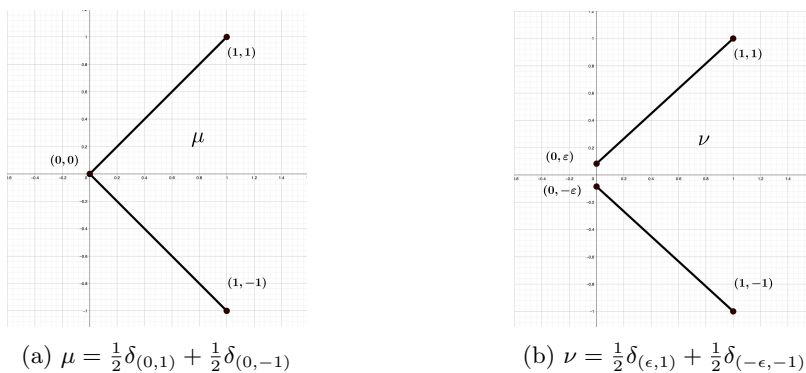 (1, 1)
μ
(0, 0)
(1, −1)
(a) μ = ½δ(0,1) + ½δ(0,−1)
(1, 1)
ν
(0, ε)
(0, −ε)
(1, −1)
(b) ν = ½δ(ϵ,1) + ½δ(−ϵ,−1)